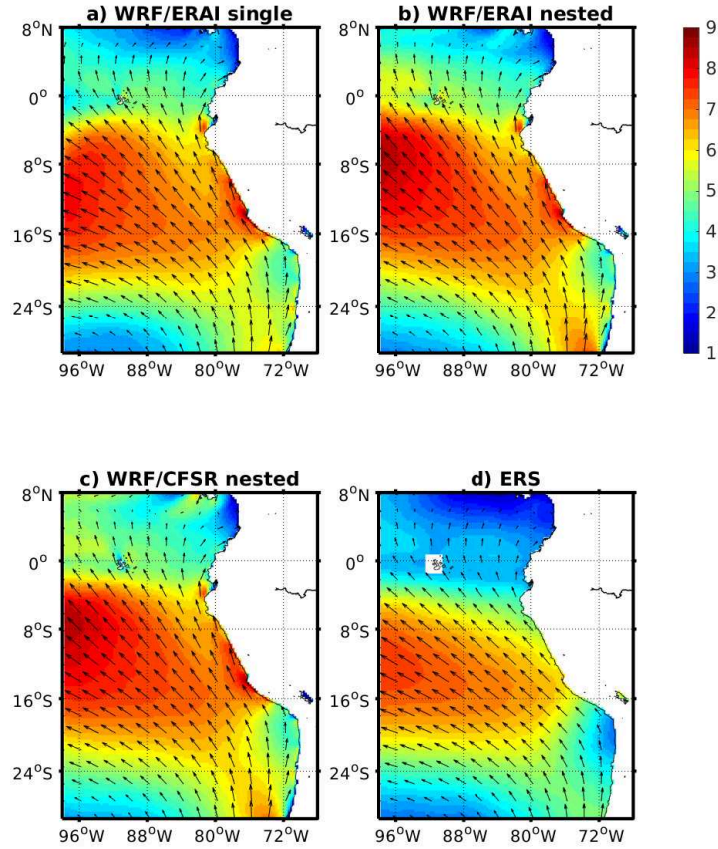 a) WRF/ERAI single
b) WRF/ERAI nested
8°N
0°
8°S
16°S
24°S
96°W 88°W 80°W 72°W
8°N
0°
8°S
16°S
24°S
96°W 88°W 80°W 72°W
9
8
7
6
5
4
3
2
1
c) WRF/CFSR nested
d) ERS
8°N
0°
8°S
16°S
24°S
96°W 88°W 80°W 72°W
8°N
0°
8°S
16°S
24°S
96°W 88°W 80°W 72°W